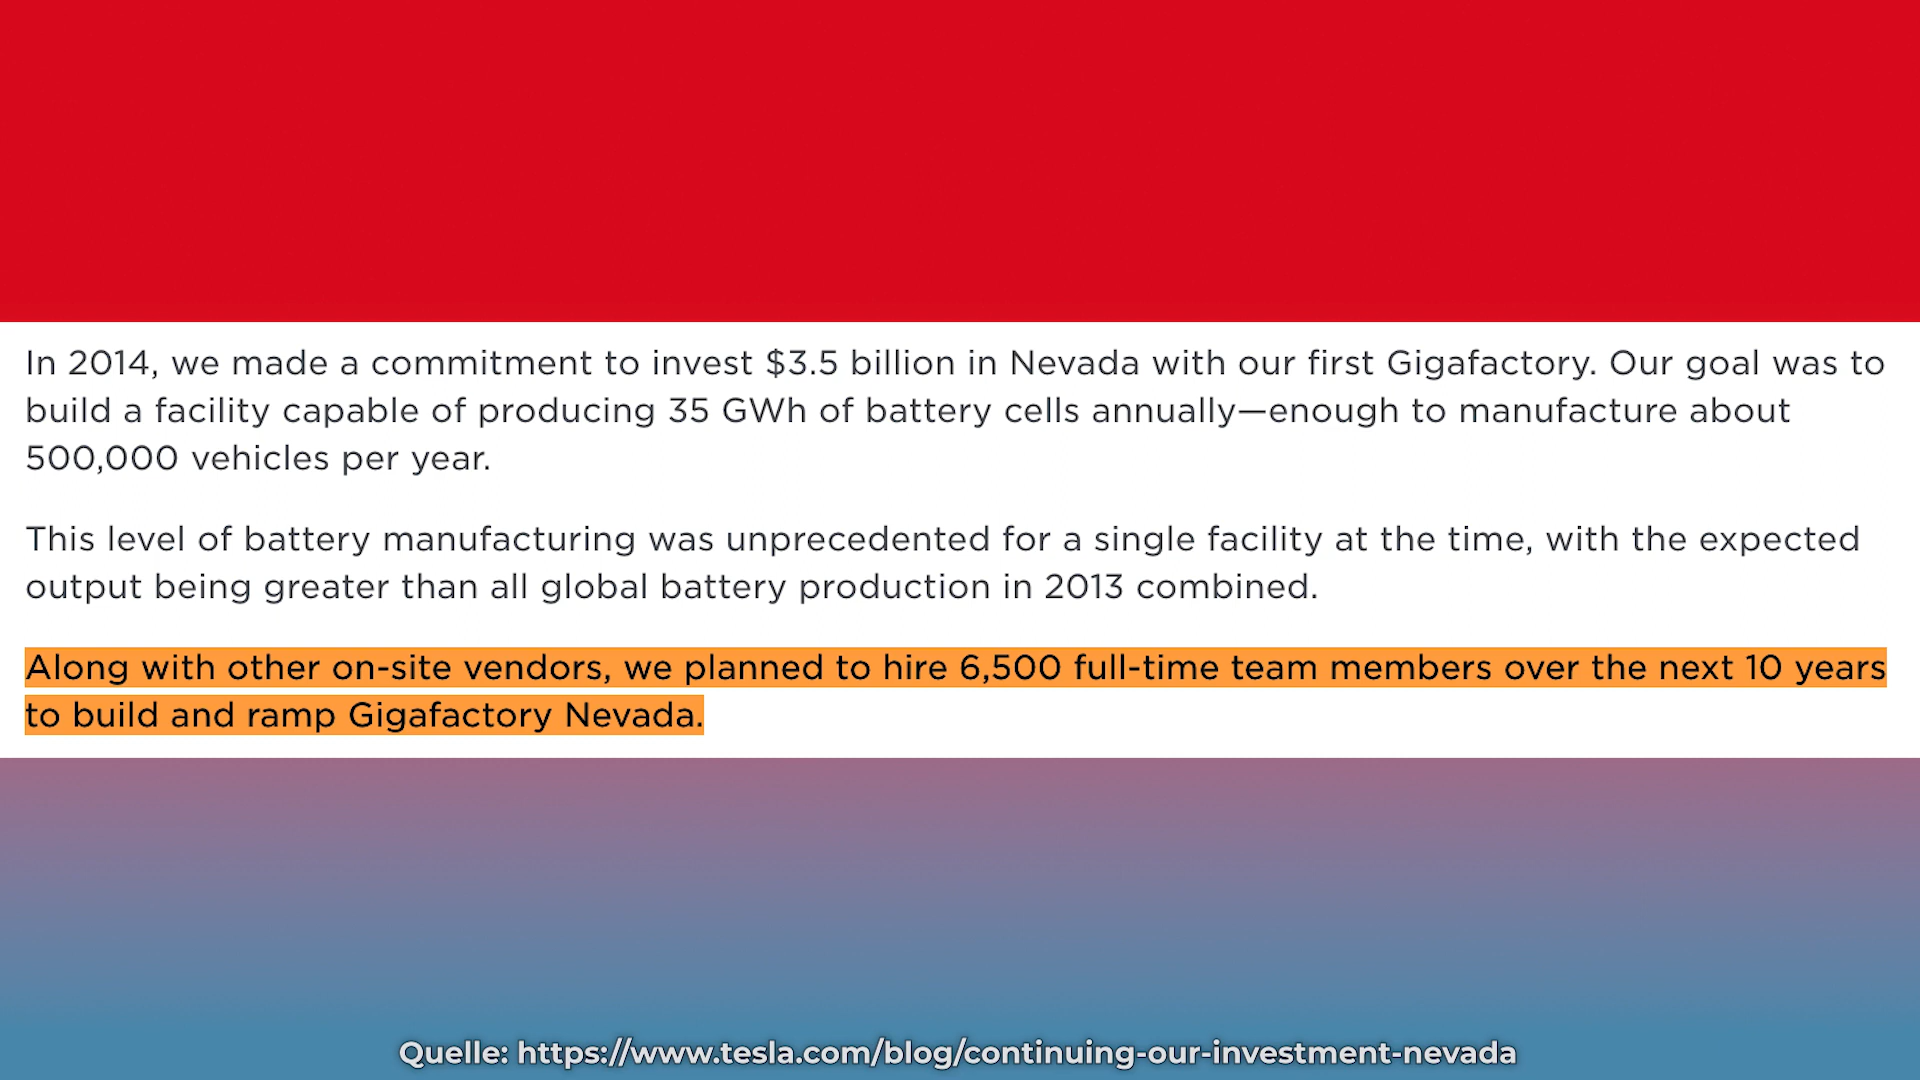 In 2014, we made a commitment to invest $3.5 billion in Nevada with our first Gigafactory. Our goal was to
build a facility capable of producing 35 GWh of battery cells annually—enough to manufacture about
500,000 vehicles per year.
This level of battery manufacturing was unprecedented for a single facility at the time, with the expected
output being greater than all global battery production in 2013 combined.
Along with other on-site vendors, we planned to hire 6,500 full-time team members over the next 10 years
to build and ramp Gigafactory Nevada.
Quelle: https://www.tesla.com/blog/continuing-our-investment-nevada